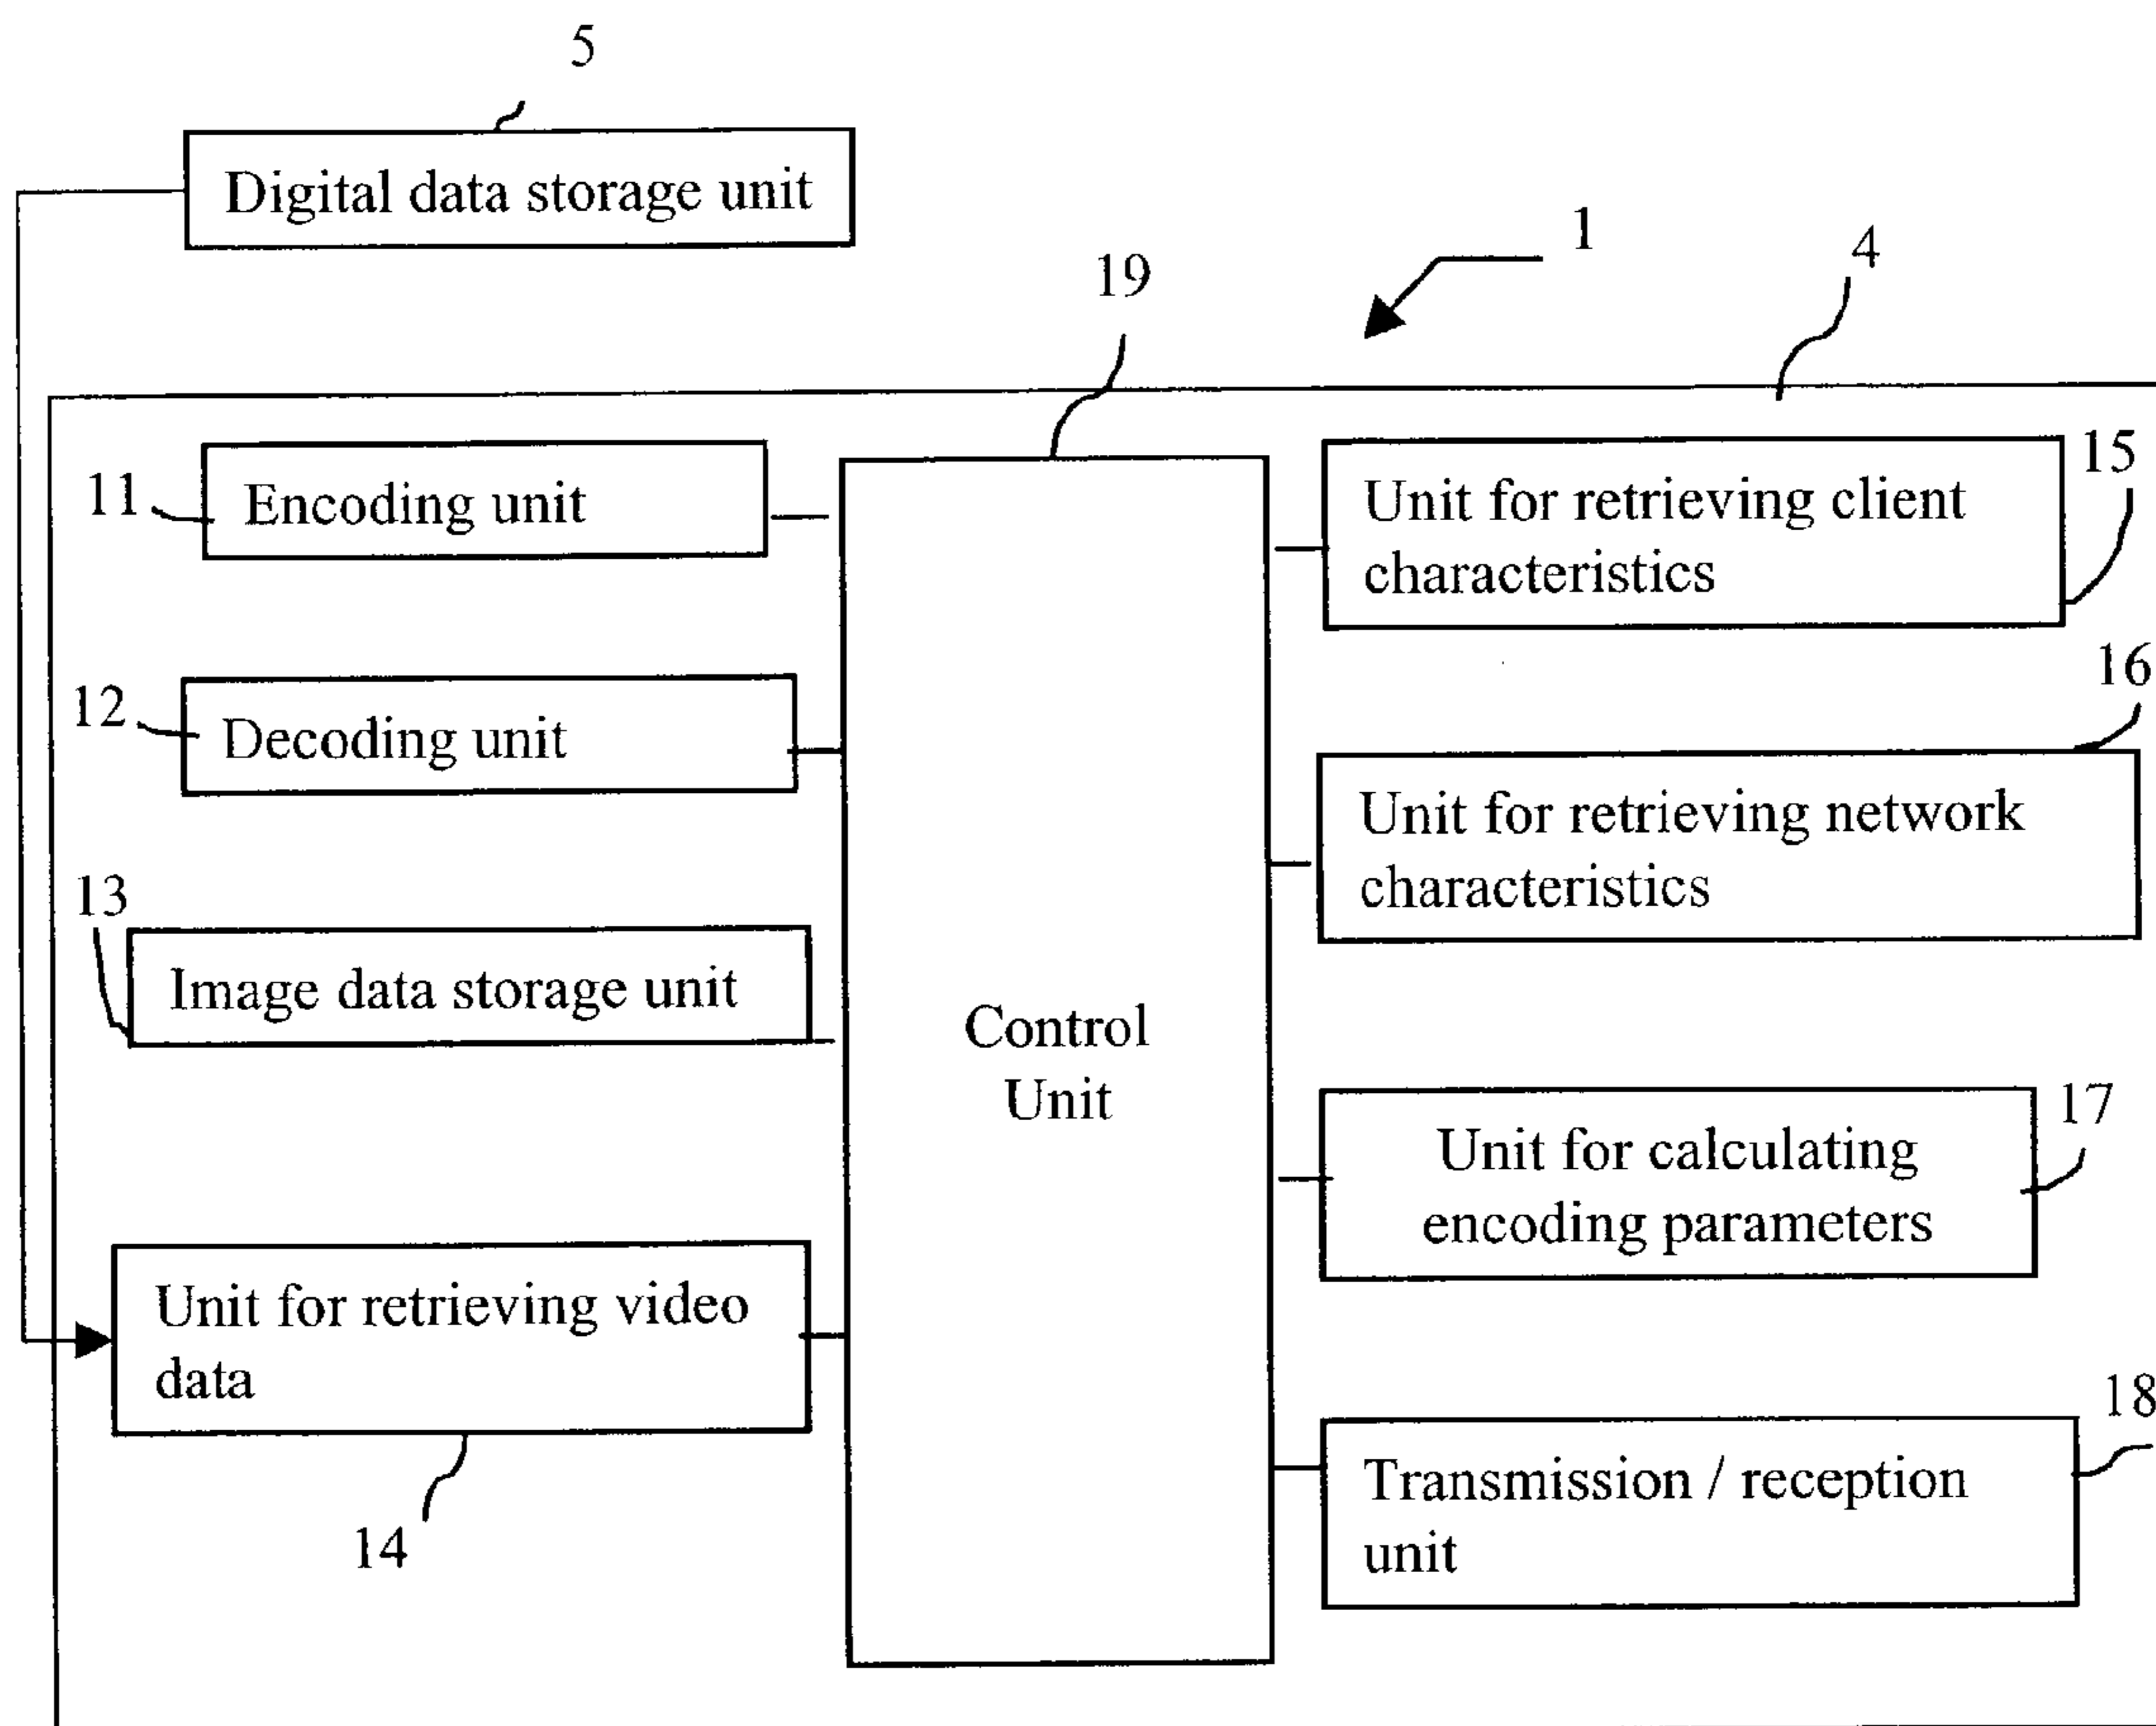 5
Digital data storage unit
1
4
19
15
11
Encoding unit
Unit for retrieving client
characteristics
16
12
Decoding unit
Unit for retrieving network
characteristics
13
Image data storage unit
Control
Unit
17
Unit for calculating
encoding parameters
Unit for retrieving video
data
18
Transmission / reception
unit
14